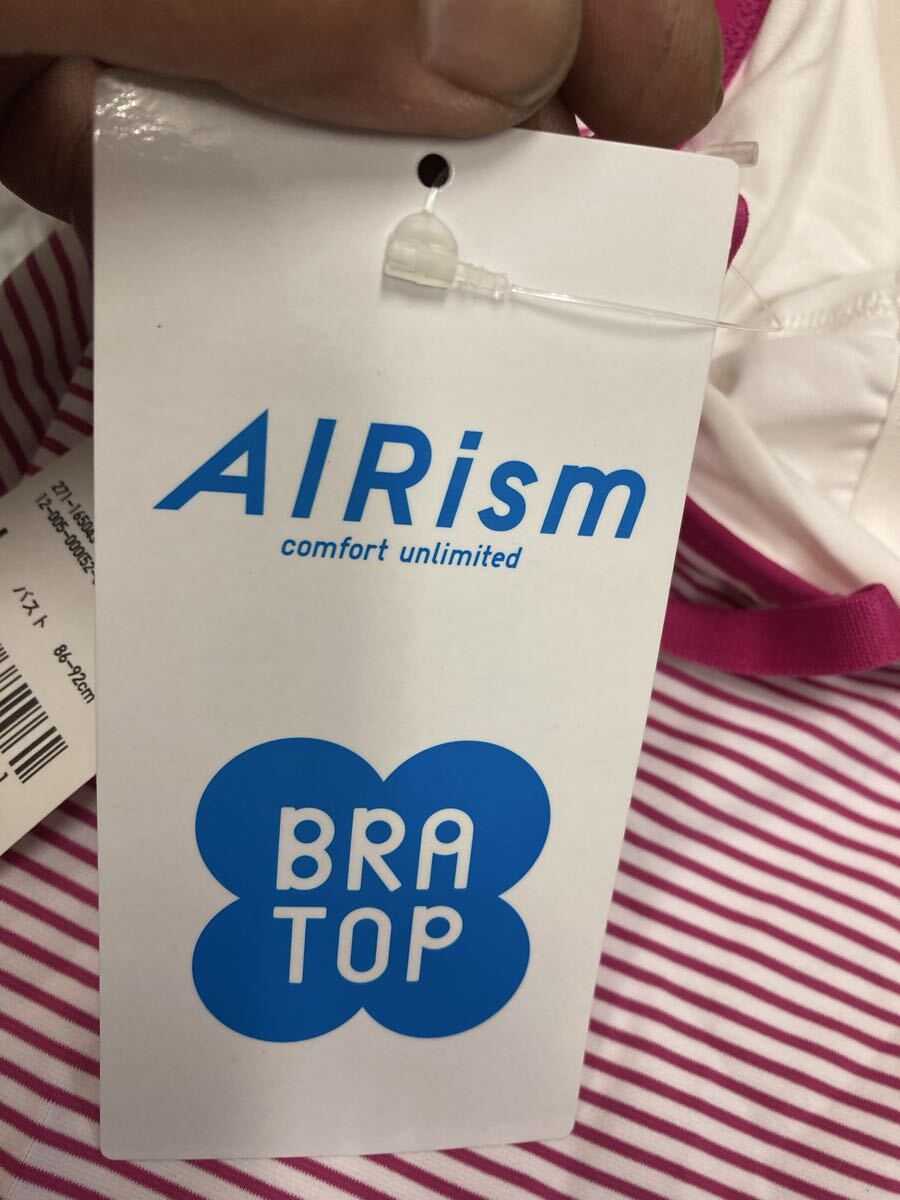 AIRism
comfort unlimited
BRA
TOP
バスト 86-92cm